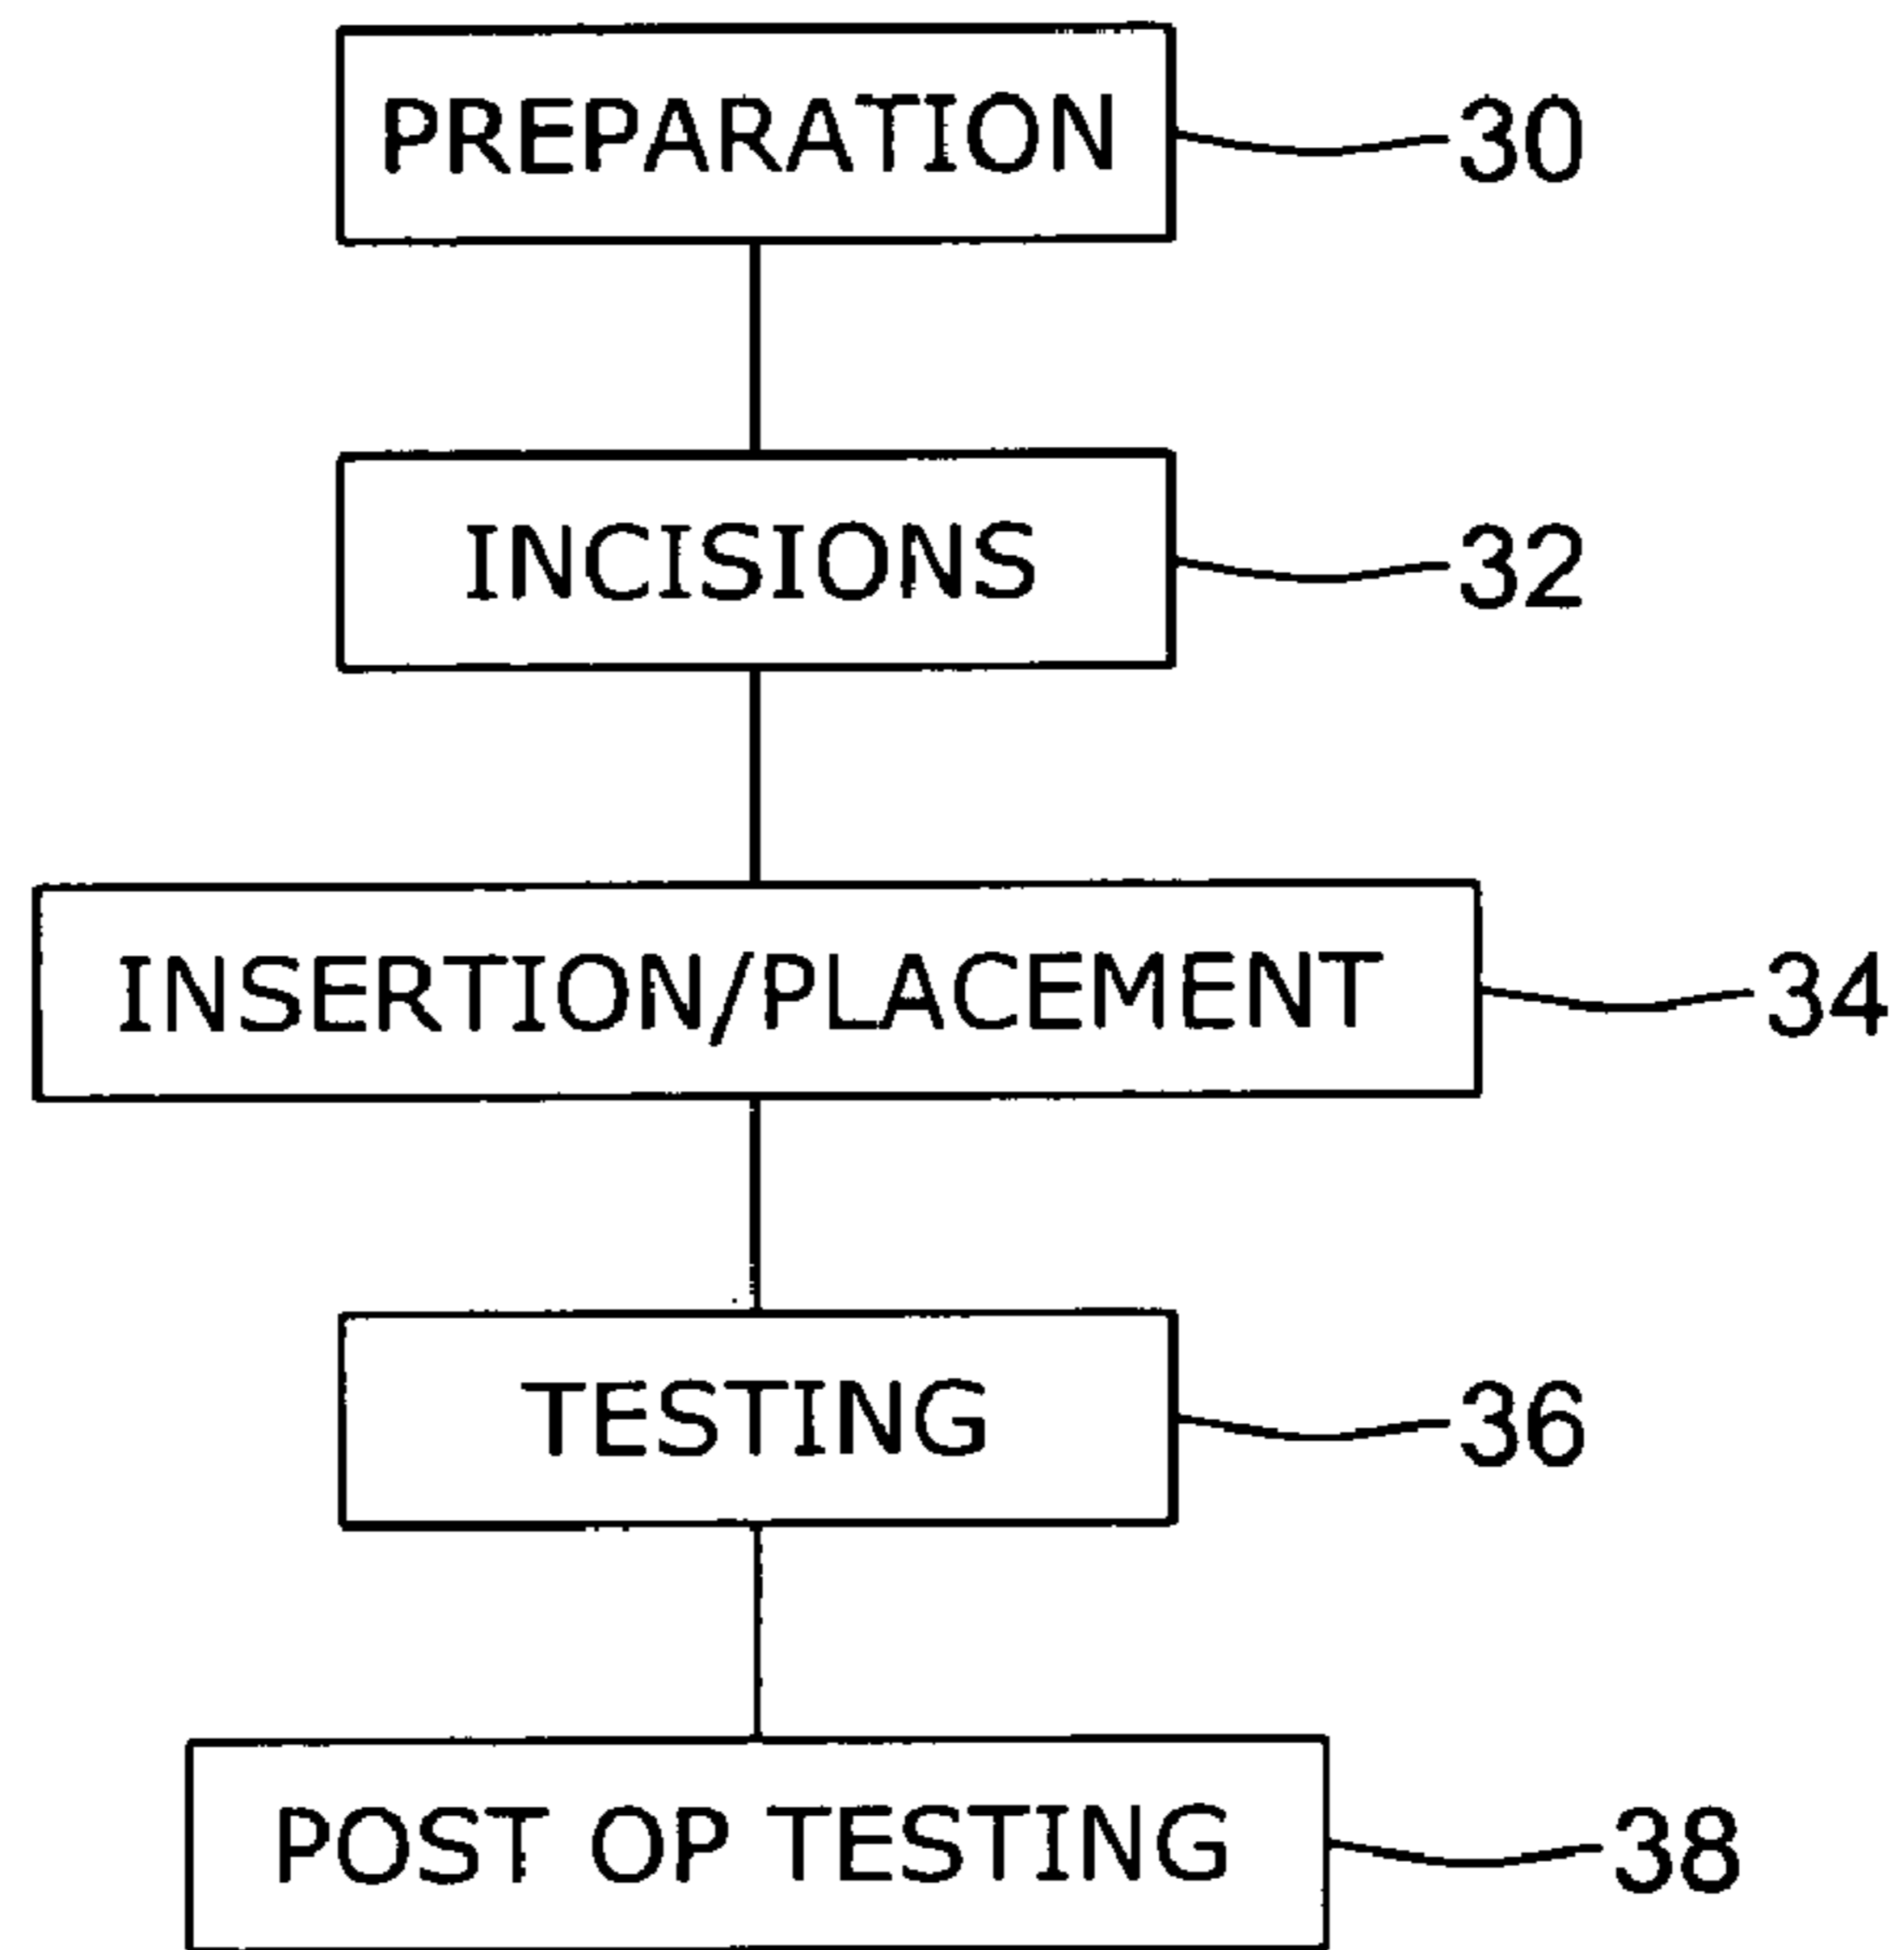 PREPARATION 30
INCISIONS 32
INSERTION/PLACEMENT 34
TESTING 36
POST OP TESTING 38